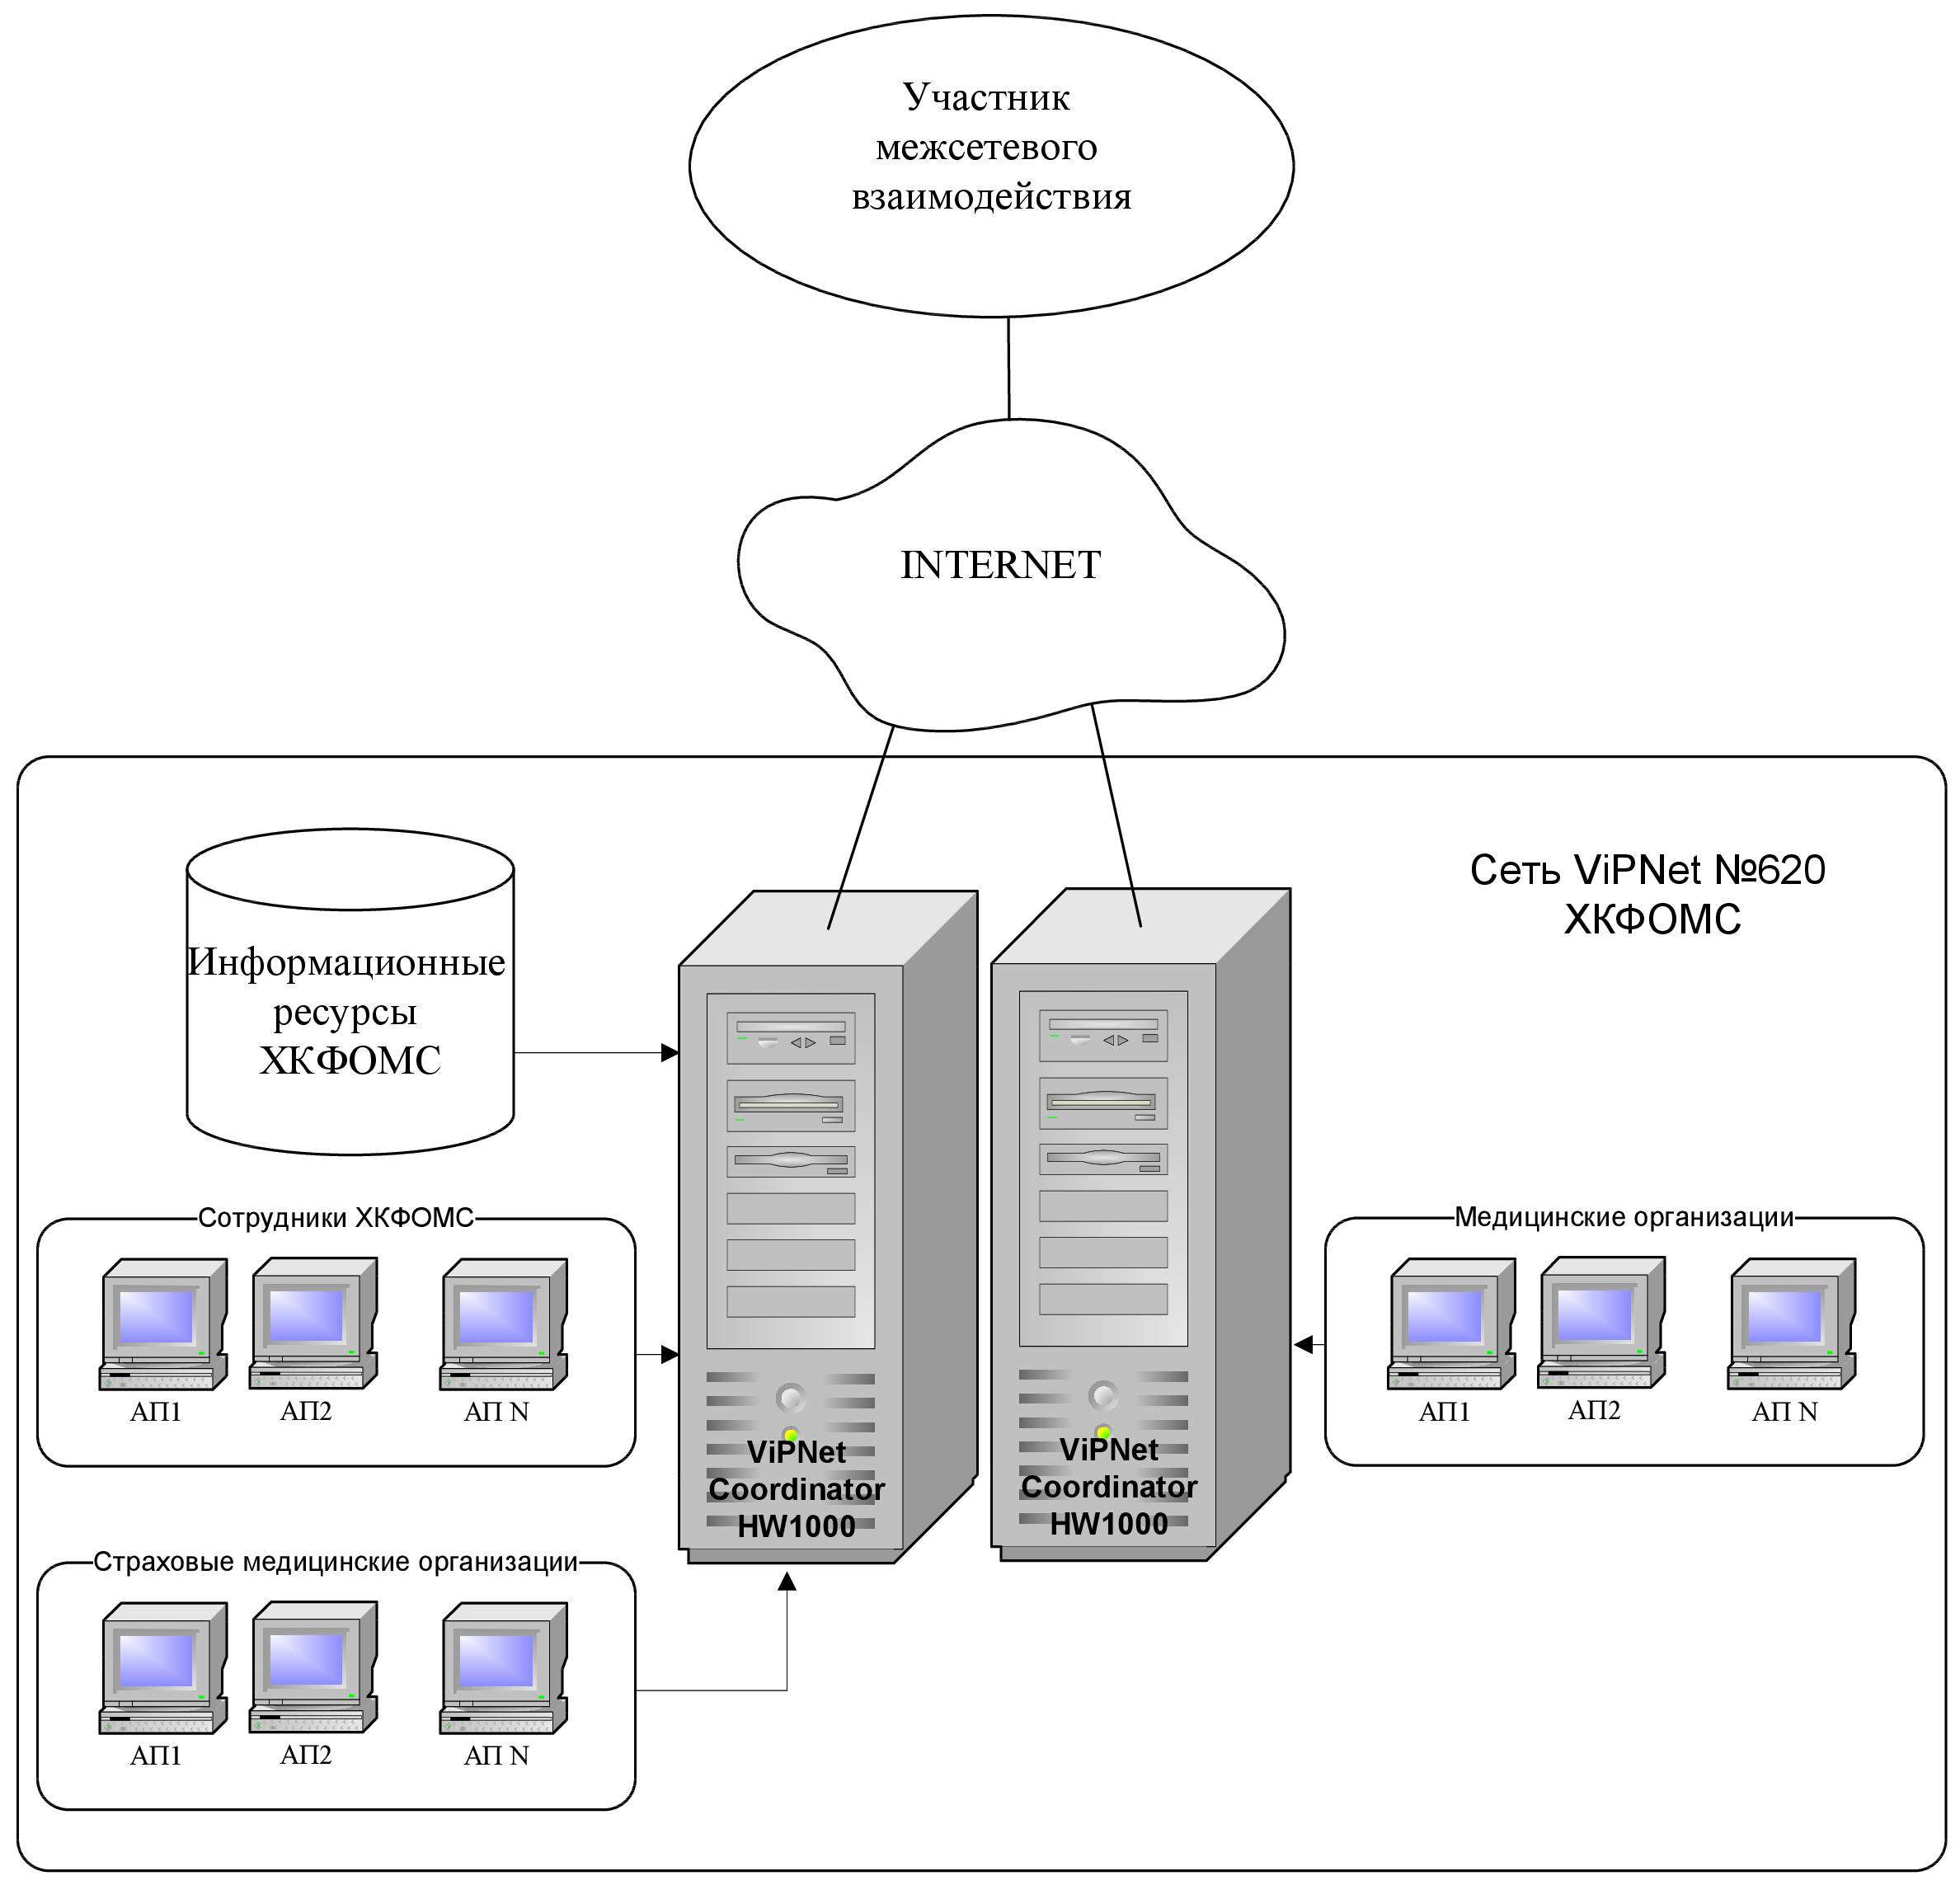 Участник
межсетевого
взаимодействия
INTERNET
Сеть ViPNet №620
ХКФОМС
Информационные
ресурсы
ХКФОМС
Сотрудники ХКФОМС
АП1
АП2
АП N
Медицинские организации
АП1
АП2
АП N
ViPNet
Coordinator
HW1000
ViPNet
Coordinator
HW1000
Страховые медицинские организации
АП1
АП2
АП N